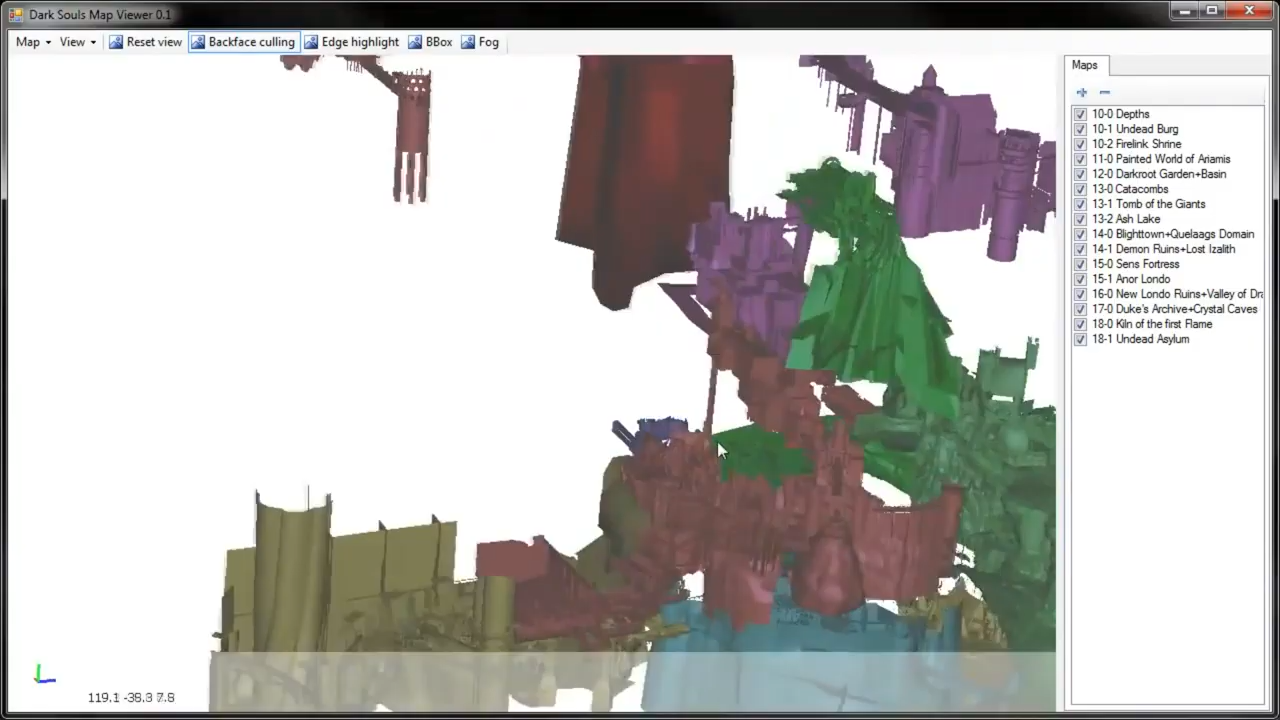 Dark Souls Map Viewer 0.1
Map View Reset view Backface culling Edge highlight BBox Fog
Maps
10-0 Depths
10-1 Undead Burg
10-2 Firelink Shrine
11-0 Painted World of Ariamis
12-0 Darkroot Garden+Basin
13-0 Catacombs
13-1 Tomb of the Giants
13-2 Ash Lake
14-0 Blighttown+Quelaags Domain
14-1 Demon Ruins+Lost Izalith
15-0 Sens Fortress
15-1 Anor Londo
16-0 New Londo Ruins+Valley of Dra
17-0 Duke's Archive+Crystal Caves
18-0 Kiln of the first Flame
18-1 Undead Asylum
119.1 -38.3 7.8